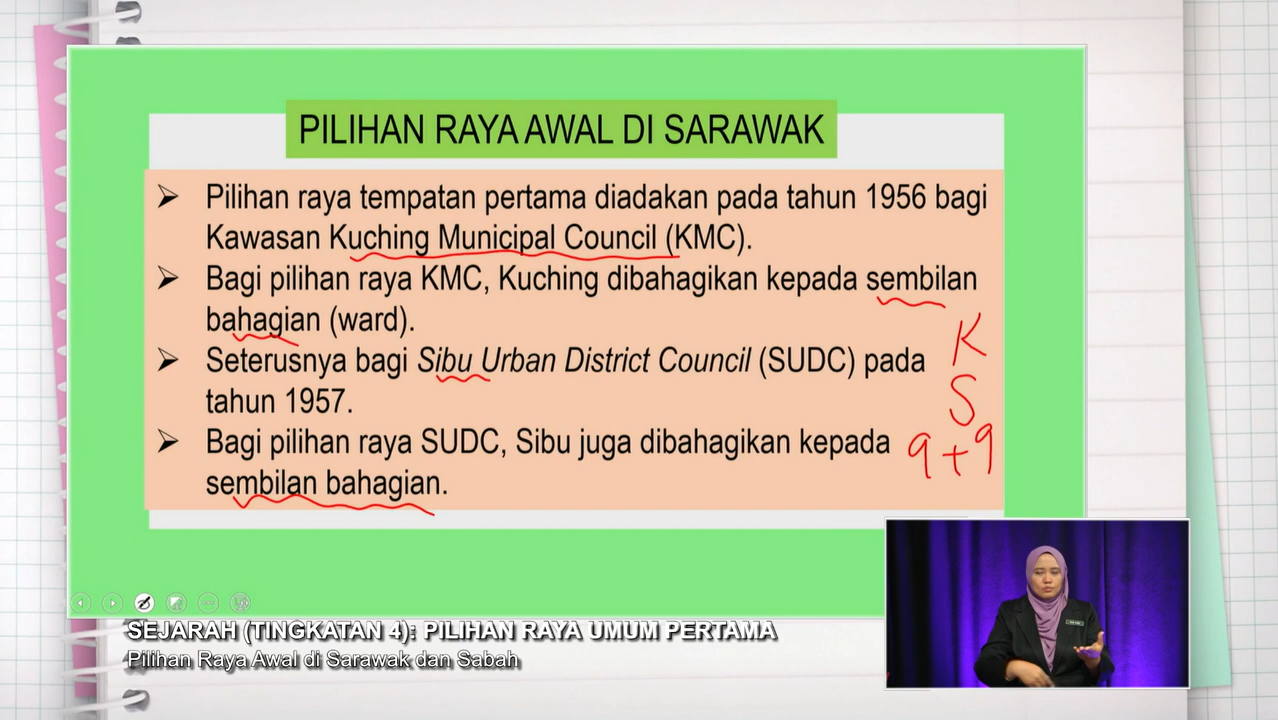 PILIHAN RAYA AWAL DI SARAWAK
➢ Pilihan raya tempatan pertama diadakan pada tahun 1956 bagi
Kawasan Kuching Municipal Council (KMC).
➢ Bagi pilihan raya KMC, Kuching dibahagikan kepada sembilan
bahagian (ward).
K
➢ Seterusnya bagi Sibu Urban District Council (SUDC) pada
tahun 1957.
S
➢ Bagi pilihan raya SUDC, Sibu juga dibahagikan kepada
9 + 9
sembilan bahagian.
SEJARAH (TINGKATAN 4): PILIHAN RAYA UMUM PERTAMA
Pilihan Raya Awal di Sarawak dan Sabah